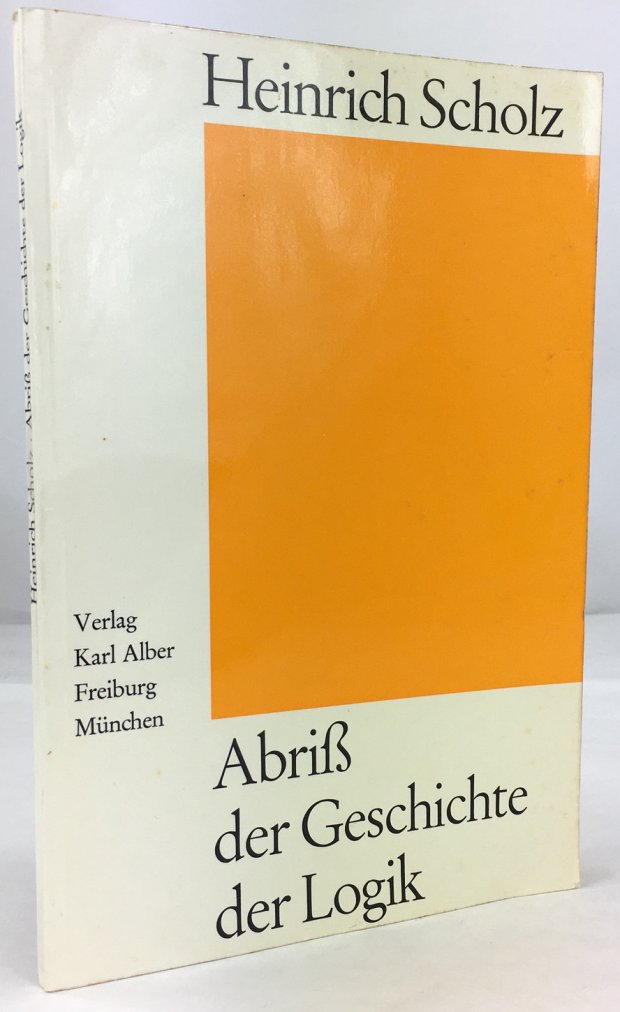 Heinrich Scholz
Verlag
Karl Alber
Freiburg
München
Abriß
der Geschichte
der Logik
Heinrich Scholz · Abriß der Geschichte der Logik